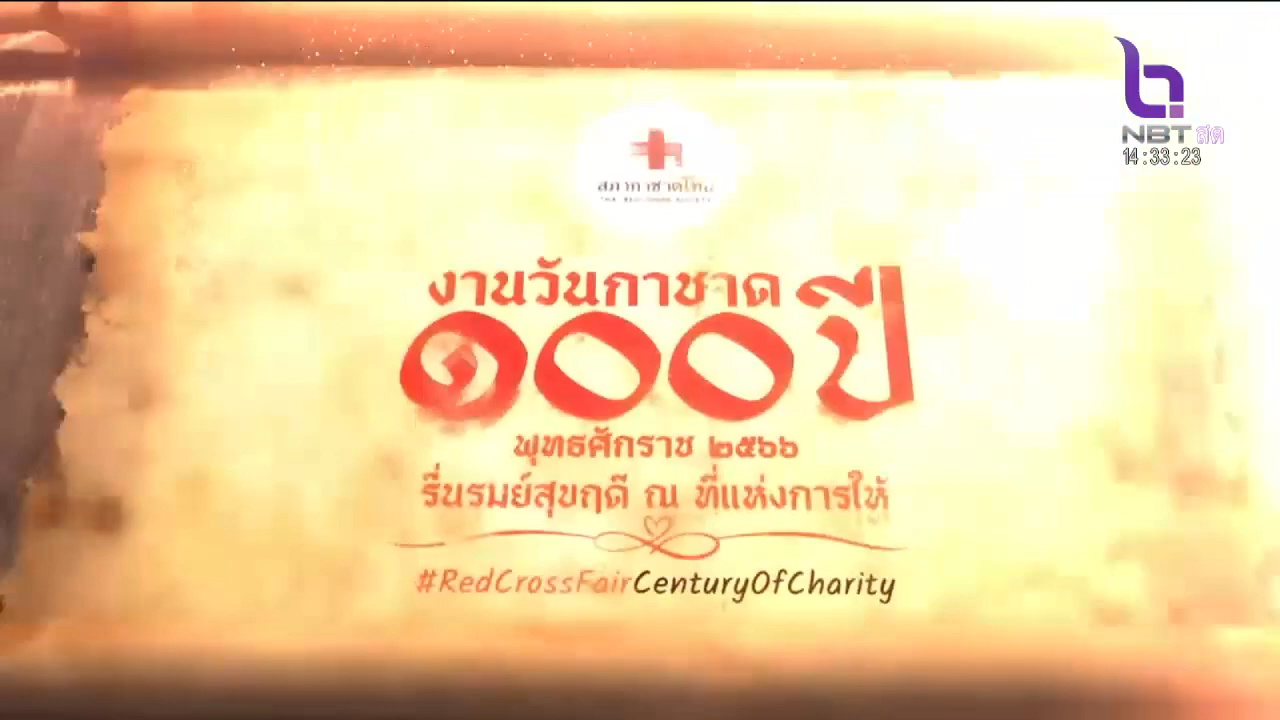 NBT สด
14:33:23
สภากาชาดไทย
งานวันกาชาด
๑๐๐ ปี
พุทธศักราช ๒๕๖๖
รื่นรมย์สุขฤดี ณ ที่แห่งการให้
#RedCrossFairCenturyOfCharity